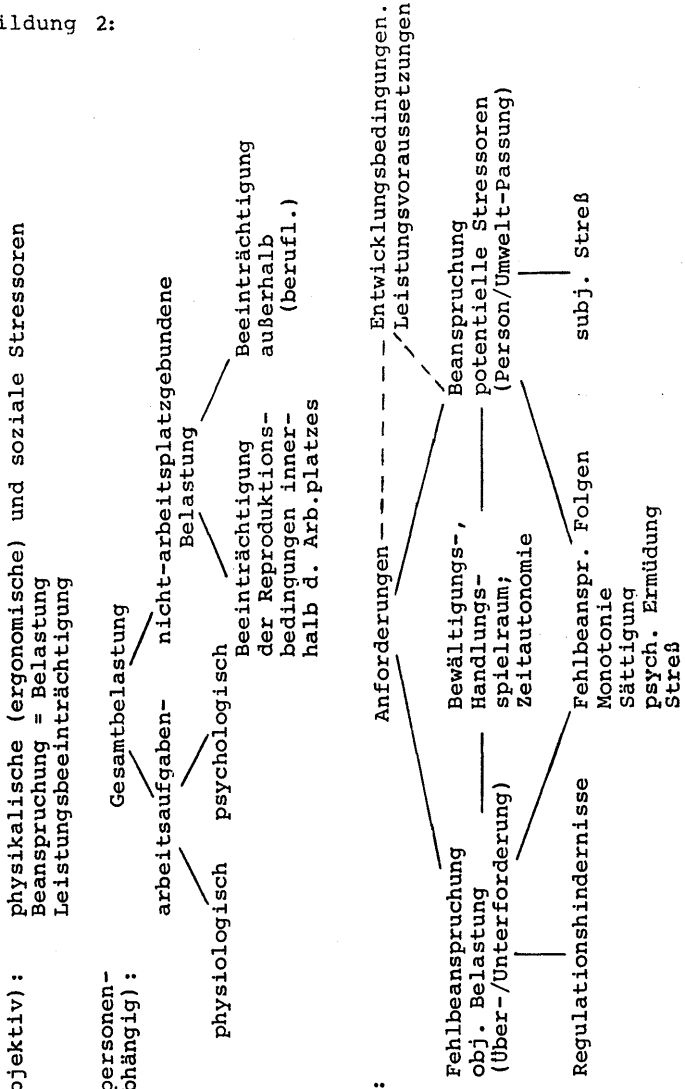 ildung 2:
ojektiv): physikalische (ergonomische) und soziale Stressoren
Beanspruchung = Belastung
Leistungsbeeinträchtigung
personen-
ohängig):
Gesamtbelastung
arbeitsaufgaben- nicht-arbeitsplatzgebundene
Belastung
physiologisch psychologisch
Beeinträchtigung
der Reproduktions-
bedingungen inner-
halb d. Arb.platzes
Beeinträchtigung
außerhalb
(berufl.)
:
Anforderungen
Entwicklungsbedingungen.
Leistungsvoraussetzungen
Fehlbeanspruchung
obj. Belastung
(Über-/Unterforderung)
Bewältigungs-,
Handlungs-
spielraum;
Zeitautonomie
Beanspruchung
potentielle Stressoren
(Person/Umwelt-Passung)
Regulationshindernisse
Fehlbeanspr. Folgen
Monotonie
Sättigung
psych. Ermüdung
Streß
subj. Streß